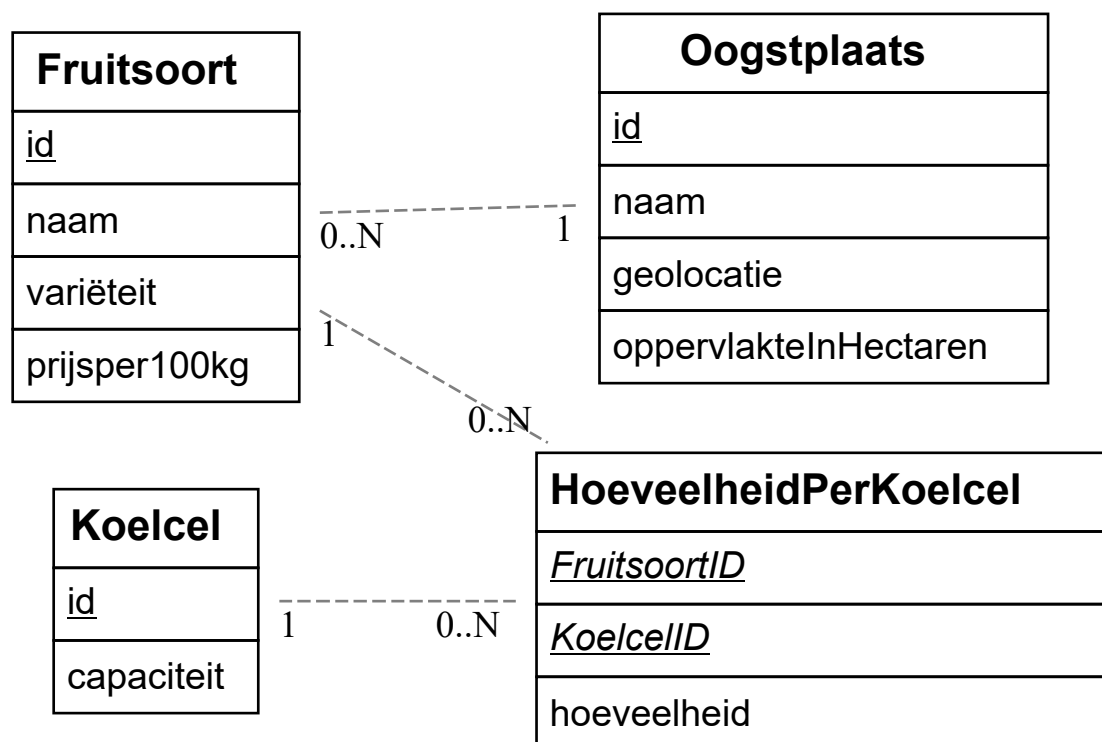 Fruitsoort
id
naam
variëteit
prijsper100kg
Oogstplaats
id
naam
geolocatie
oppervlakteInHectaren
0..N
1
1
0..N
Koelcel
id
capaciteit
1
0..N
HoeveelheidPerKoelcel
FruitsoortID
KoelcelID
hoeveelheid